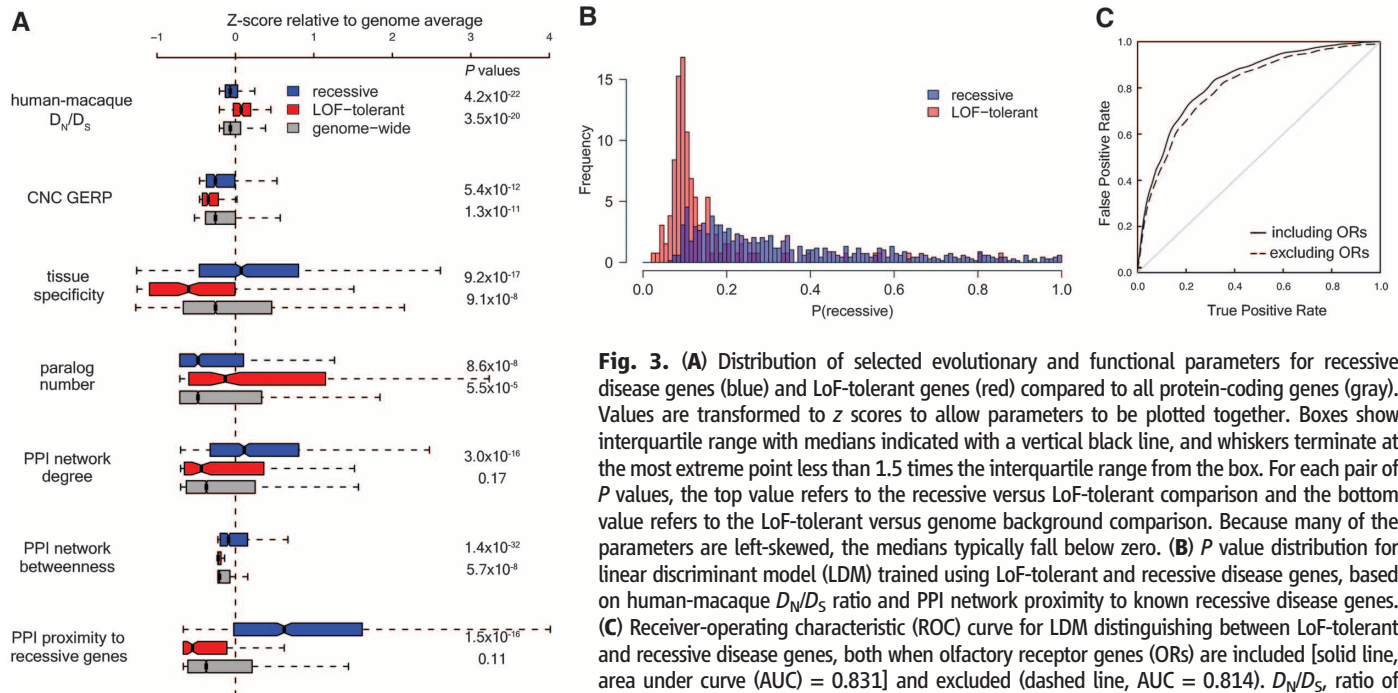 A
Z-score relative to genome average
−1 0 1 2 3 4
P values
recessive
LOF-tolerant
genome-wide
human-macaque
DN/DS
4.2x10-22
3.5x10-20
CNC GERP
5.4x10-12
1.3x10-11
tissue
specificity
9.2x10-17
9.1x10-8
paralog
number
8.6x10-8
5.5x10-5
PPI network
degree
3.0x10-16
0.17
PPI network
betweenness
1.4x10-32
5.7x10-8
PPI proximity to
recessive genes
1.5x10-16
0.11
B
Frequency
15
10
5
0
recessive
LOF-tolerant
0.0 0.2 0.4 0.6 0.8 1.0
P(recessive)
C
False Positive Rate
1.0
0.8
0.6
0.4
0.2
0.0
including ORs
excluding ORs
0.0 0.2 0.4 0.6 0.8 1.0
True Positive Rate
Fig. 3. (A) Distribution of selected evolutionary and functional parameters for recessive
disease genes (blue) and LoF-tolerant genes (red) compared to all protein-coding genes (gray).
Values are transformed to z scores to allow parameters to be plotted together. Boxes show
interquartile range with medians indicated with a vertical black line, and whiskers terminate at
the most extreme point less than 1.5 times the interquartile range from the box. For each pair of
P values, the top value refers to the recessive versus LoF-tolerant comparison and the bottom
value refers to the LoF-tolerant versus genome background comparison. Because many of the
parameters are left-skewed, the medians typically fall below zero. (B) P value distribution for
linear discriminant model (LDM) trained using LoF-tolerant and recessive disease genes, based
on human-macaque DN/DS ratio and PPI network proximity to known recessive disease genes.
(C) Receiver-operating characteristic (ROC) curve for LDM distinguishing between LoF-tolerant
and recessive disease genes, both when olfactory receptor genes (ORs) are included [solid line,
area under curve (AUC) = 0.831] and excluded (dashed line, AUC = 0.814). DN/DS, ratio of